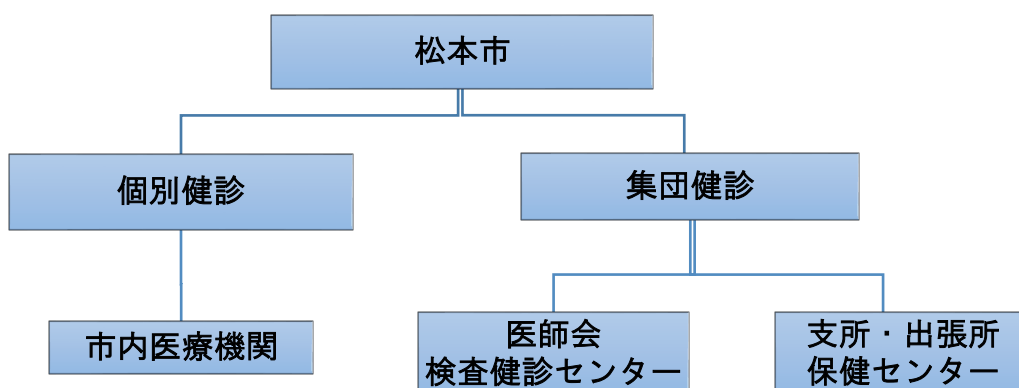 松本市
個別健診
集団健診
市内医療機関
医師会
検査健診センター
支所・出張所
保健センター